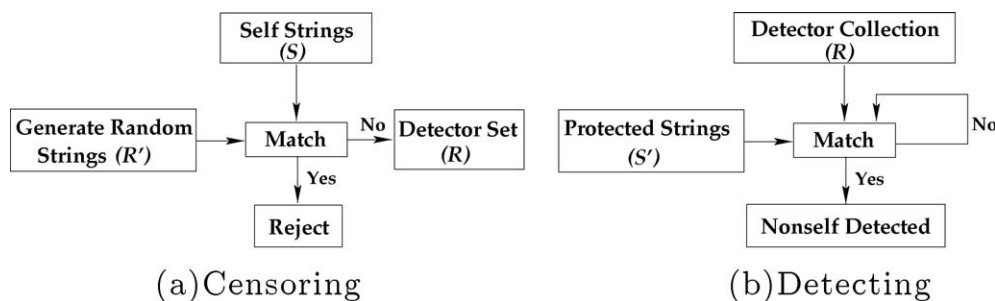 Self Strings
(S)
Generate Random
Strings (R')
Match
No
Detector Set
(R)
Yes
Reject
(a)Censoring
Detector Collection
(R)
Protected Strings
(S')
Match
No
Yes
Nonself Detected
(b)Detecting